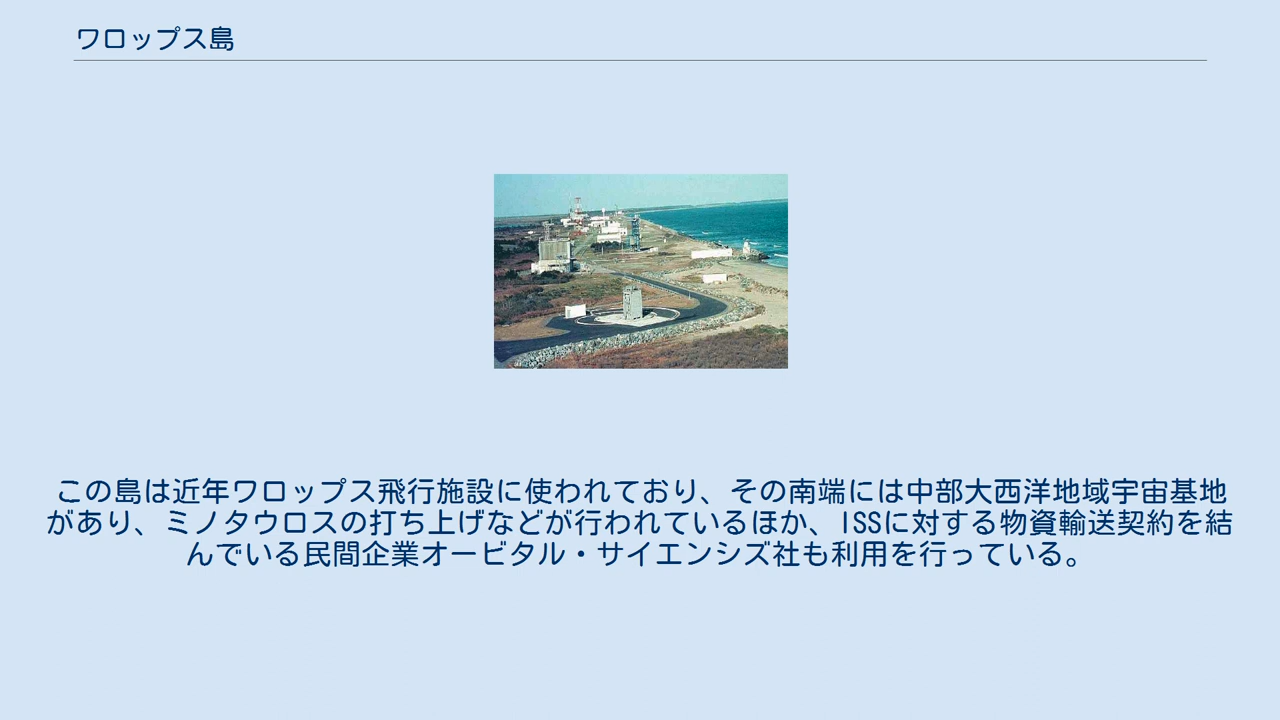 ワロップス島
この島は近年ワロップス飛行施設に使われており、その南端には中部大西洋地域宇宙基地
があり、ミノタウロスの打ち上げなどが行われているほか、ISSに対する物資輸送契約を結
んでいる民間企業オービタル・サイエンシズ社も利用を行っている。